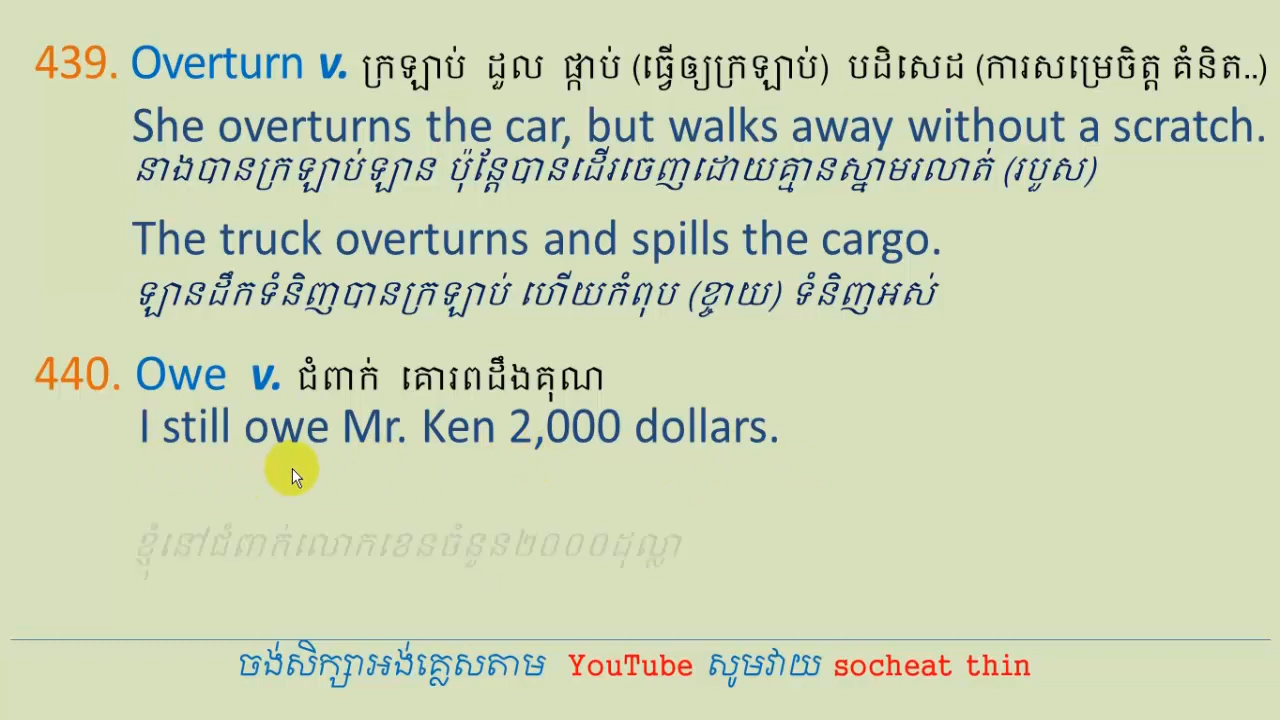 439. Overturn v. ក្រឡាប់ ដួល ផ្កាប់ (ធ្វើឲ្យក្រឡាប់) បដិសេដ (ការសម្រេចិត្ត គំនិត..)
She overturns the car, but walks away without a scratch.
នាងបានក្រឡាប់ឡាន ប៉ុន្តែបានដើរចេញដោយគ្មានស្នាមរលាត់ (របួស)
The truck overturns and spills the cargo.
ឡានដឹកទំនិញបានក្រឡាប់ ហើយកំពុប (ខ្ចាយ) ទំនិញអស់
440. Owe v. ជំពាក់ គោរពដឹងគុណ
I still owe Mr. Ken 2,000 dollars.
ខ្ញុំនៅជំពាក់លោកខេនចំនួន២០០០ដុល្លា
ចង់សិក្សាអង់គ្លេសតាម YouTube សូមវាយ socheat thin